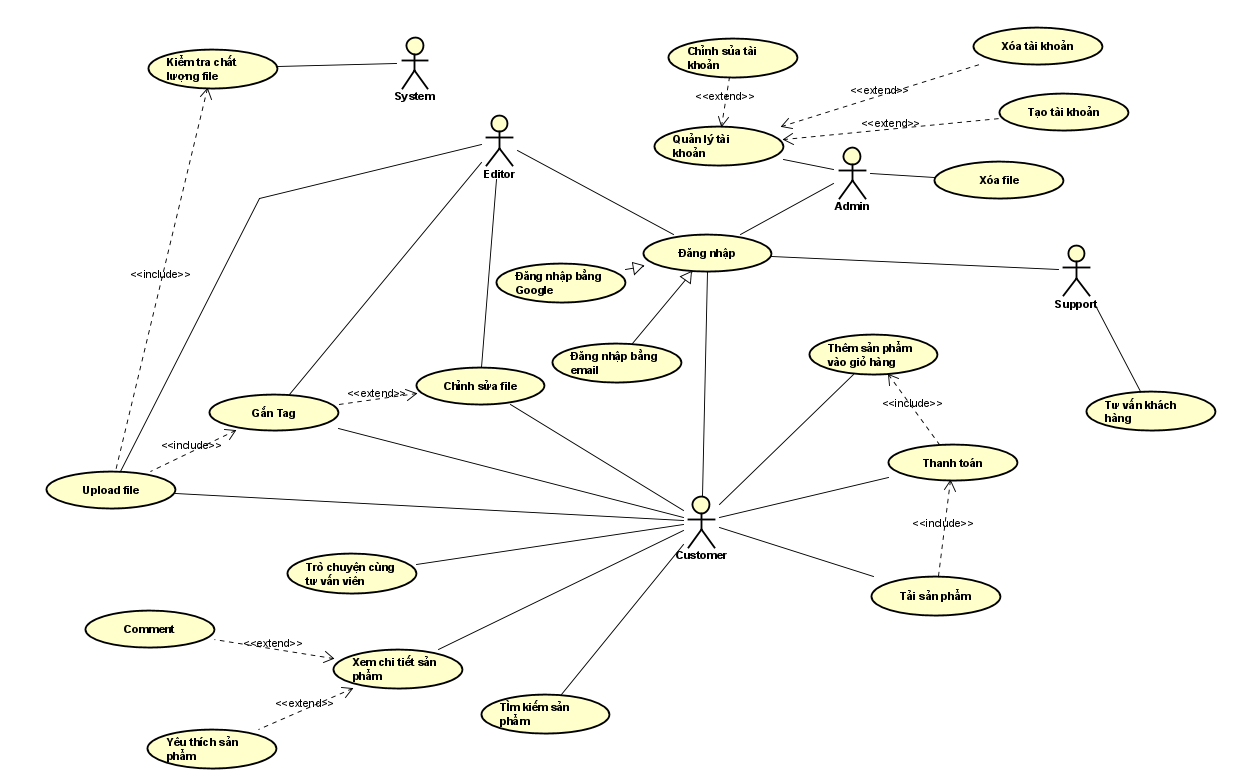 Kiểm tra chất
lượng file
System
Chỉnh sửa tài
khoản
Xóa tài khoản
<<extend>>
<<extend>>
Tạo tài khoản
<<extend>>
Quản lý tài
khoản
Editor
Xóa file
Admin
Đăng nhập
<<include>>
Đăng nhập bằng
Google
Support
Đăng nhập bằng
email
Thêm sản phẩm
vào giỏ hàng
Chỉnh sửa file
<<extend>>
<<include>>
Gắn Tag
Tư vấn khách
hàng
<<include>>
Thanh toán
Upload file
<<include>>
Customer
Trò chuyện cùng
tư vấn viên
Tải sản phẩm
Comment
<<extend>>
Xem chi tiết sản
phẩm
<<extend>>
Tìm kiếm sản
phẩm
Yêu thích sản
phẩm